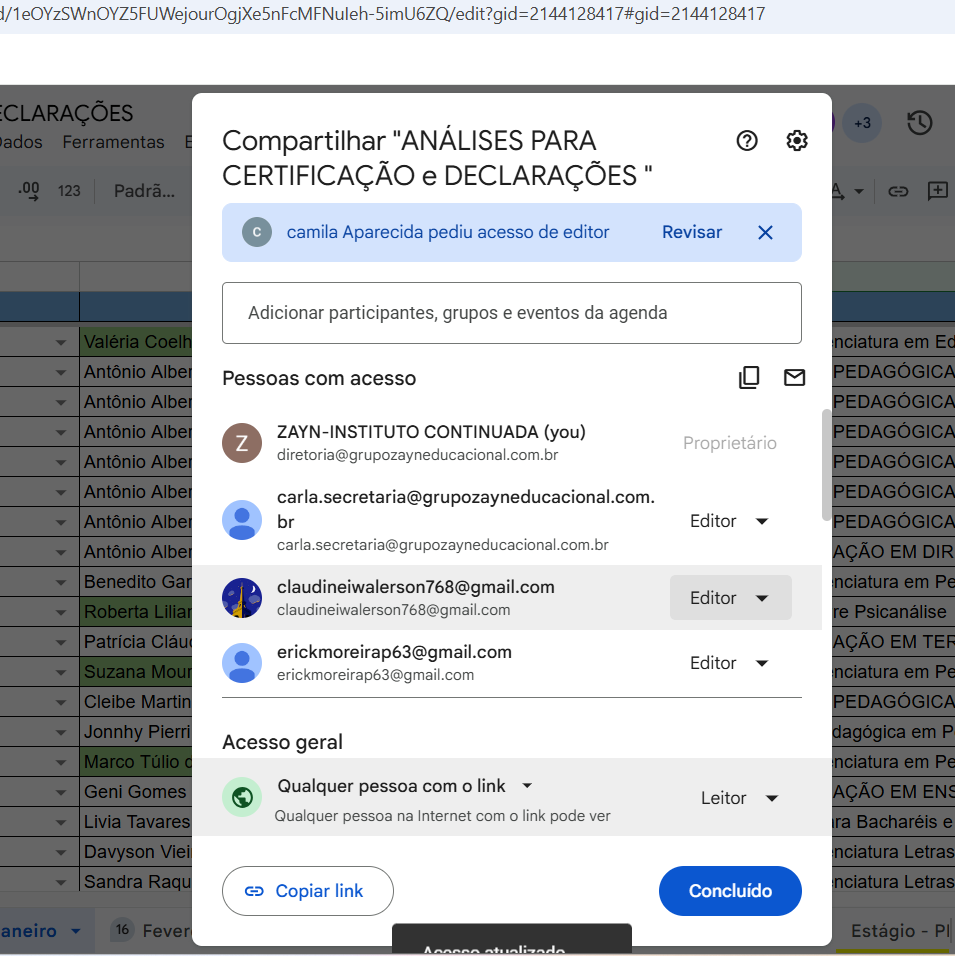 d/1eOYzSWnOYZ5FUWejourOgjXe5nFcMFNuIeh-5imU6ZQ/edit?gid=2144128417#gid=2144128417
ECLARAÇÕES
Dados Ferramentas E
.00 123 Padrã...
+3
A
Compartilhar "ANÁLISES PARA
CERTIFICAÇÃO e DECLARAÇÕES "
c camila Aparecida pediu acesso de editor Revisar
Adicionar participantes, grupos e eventos da agenda
Pessoas com acesso
Z ZAYN-INSTITUTO CONTINUADA (you)
diretoria@grupozayneducacional.com.br
Proprietário
carla.secretaria@grupozayneducacional.com.
br
carla.secretaria@grupozayneducacional.com.br
Editor
claudineiwalerson768@gmail.com
claudineiwalerson768@gmail.com
Editor
erickmoreirap63@gmail.com
erickmoreirap63@gmail.com
Editor
Acesso geral
Qualquer pessoa com o link
Qualquer pessoa na Internet com o link pode ver
Leitor
Copiar link
Concluído
Acesso atualizado
Valéria Coelh
Antônio Alber
Antônio Alber
Antônio Alber
Antônio Alber
Antônio Alber
Antônio Alber
Antônio Alber
Benedito Gar
Roberta Lilian
Patrícia Cláud
Suzana Mour
Cleibe Martin
Jonnhy Pierri
Marco Túlio d
Geni Gomes
Livia Tavares
Davyson Viei
Sandra Raqu
enciatura em Ed
PEDAGÓGICA
PEDAGÓGICA
PEDAGÓGICA
PEDAGÓGICA
PEDAGÓGICA
PEDAGÓGICA
AÇÃO EM DIR
enciatura em Pe
re Psicanálise
AÇÃO EM TER
enciatura em Pe
PEDAGÓGICA
dagógica em P
enciatura em Pe
AÇÃO EM ENS
ra Bacharéis e
enciatura Letras
enciatura Letras
aneiro 16 Fever
Estágio - Pl